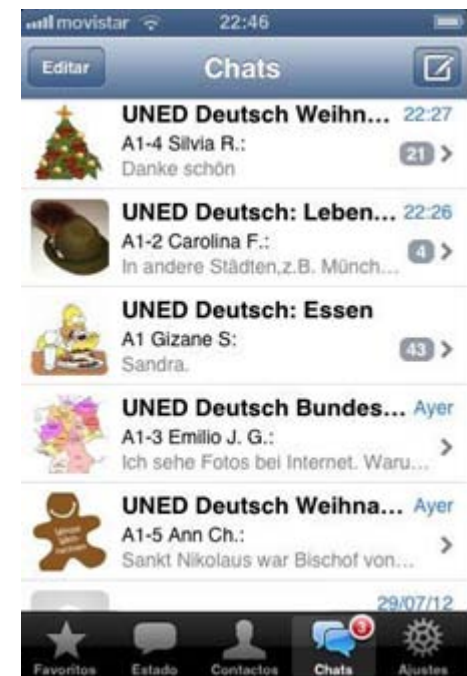 movistar 22:46
Editar Chats
UNED Deutsch Weihn... 22:27
A1-4 Silvia R.:
21
Danke schön
UNED Deutsch: Leben... 22:26
A1-2 Carolina F.:
4
In andere Städten,z.B. Münch...
UNED Deutsch: Essen
A1 Gizane S:
43
Sandra.
UNED Deutsch Bundes... Ayer
A1-3 Emilio J. G.:
Ich sehe Fotos bei Internet. Waru...
UNED Deutsch Weihna... Ayer
A1-5 Ann Ch.:
Sankt Nikolaus war Bischof von...
29/07/12
3
Favoritos Estado Contactos Chats Ajustes